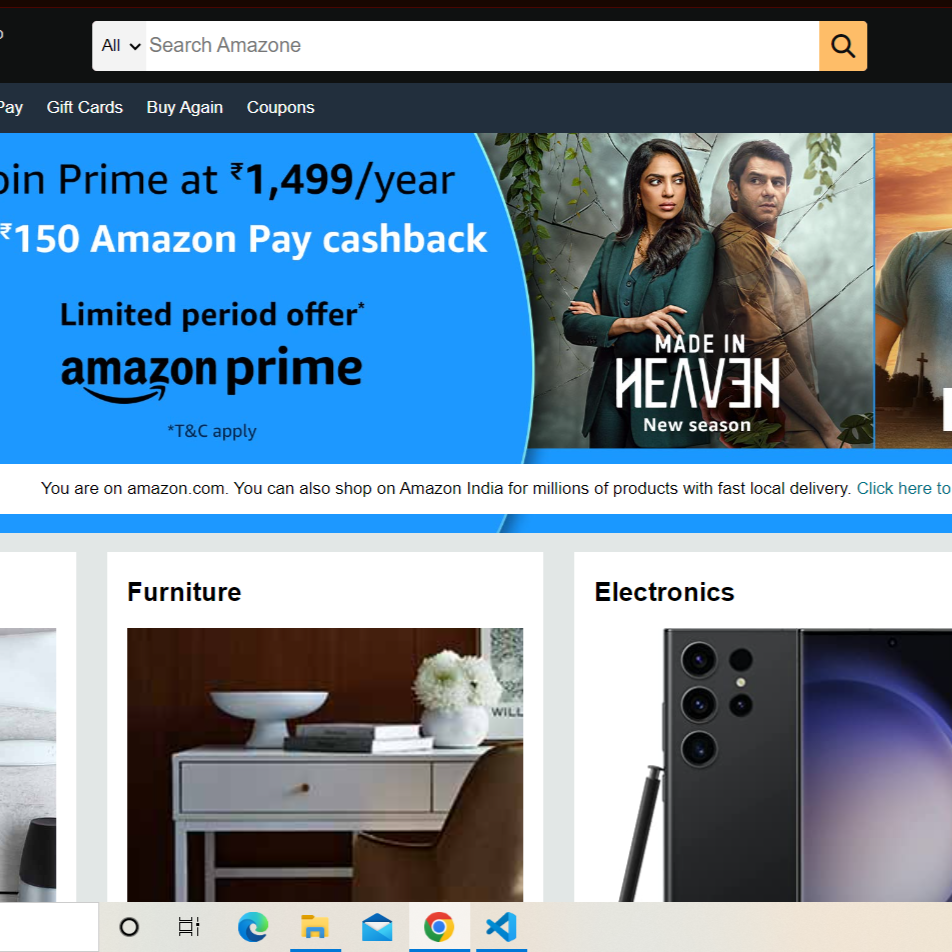 All
Search Amazone
Pay
Gift Cards
Buy Again
Coupons
oin Prime at ₹1,499/year
₹150 Amazon Pay cashback
Limited period offer*
amazon prime
*T&C apply
MADE IN
HEAVEN
New season
You are on amazon.com. You can also shop on Amazon India for millions of products with fast local delivery. Click here to
Furniture
Electronics
WILL